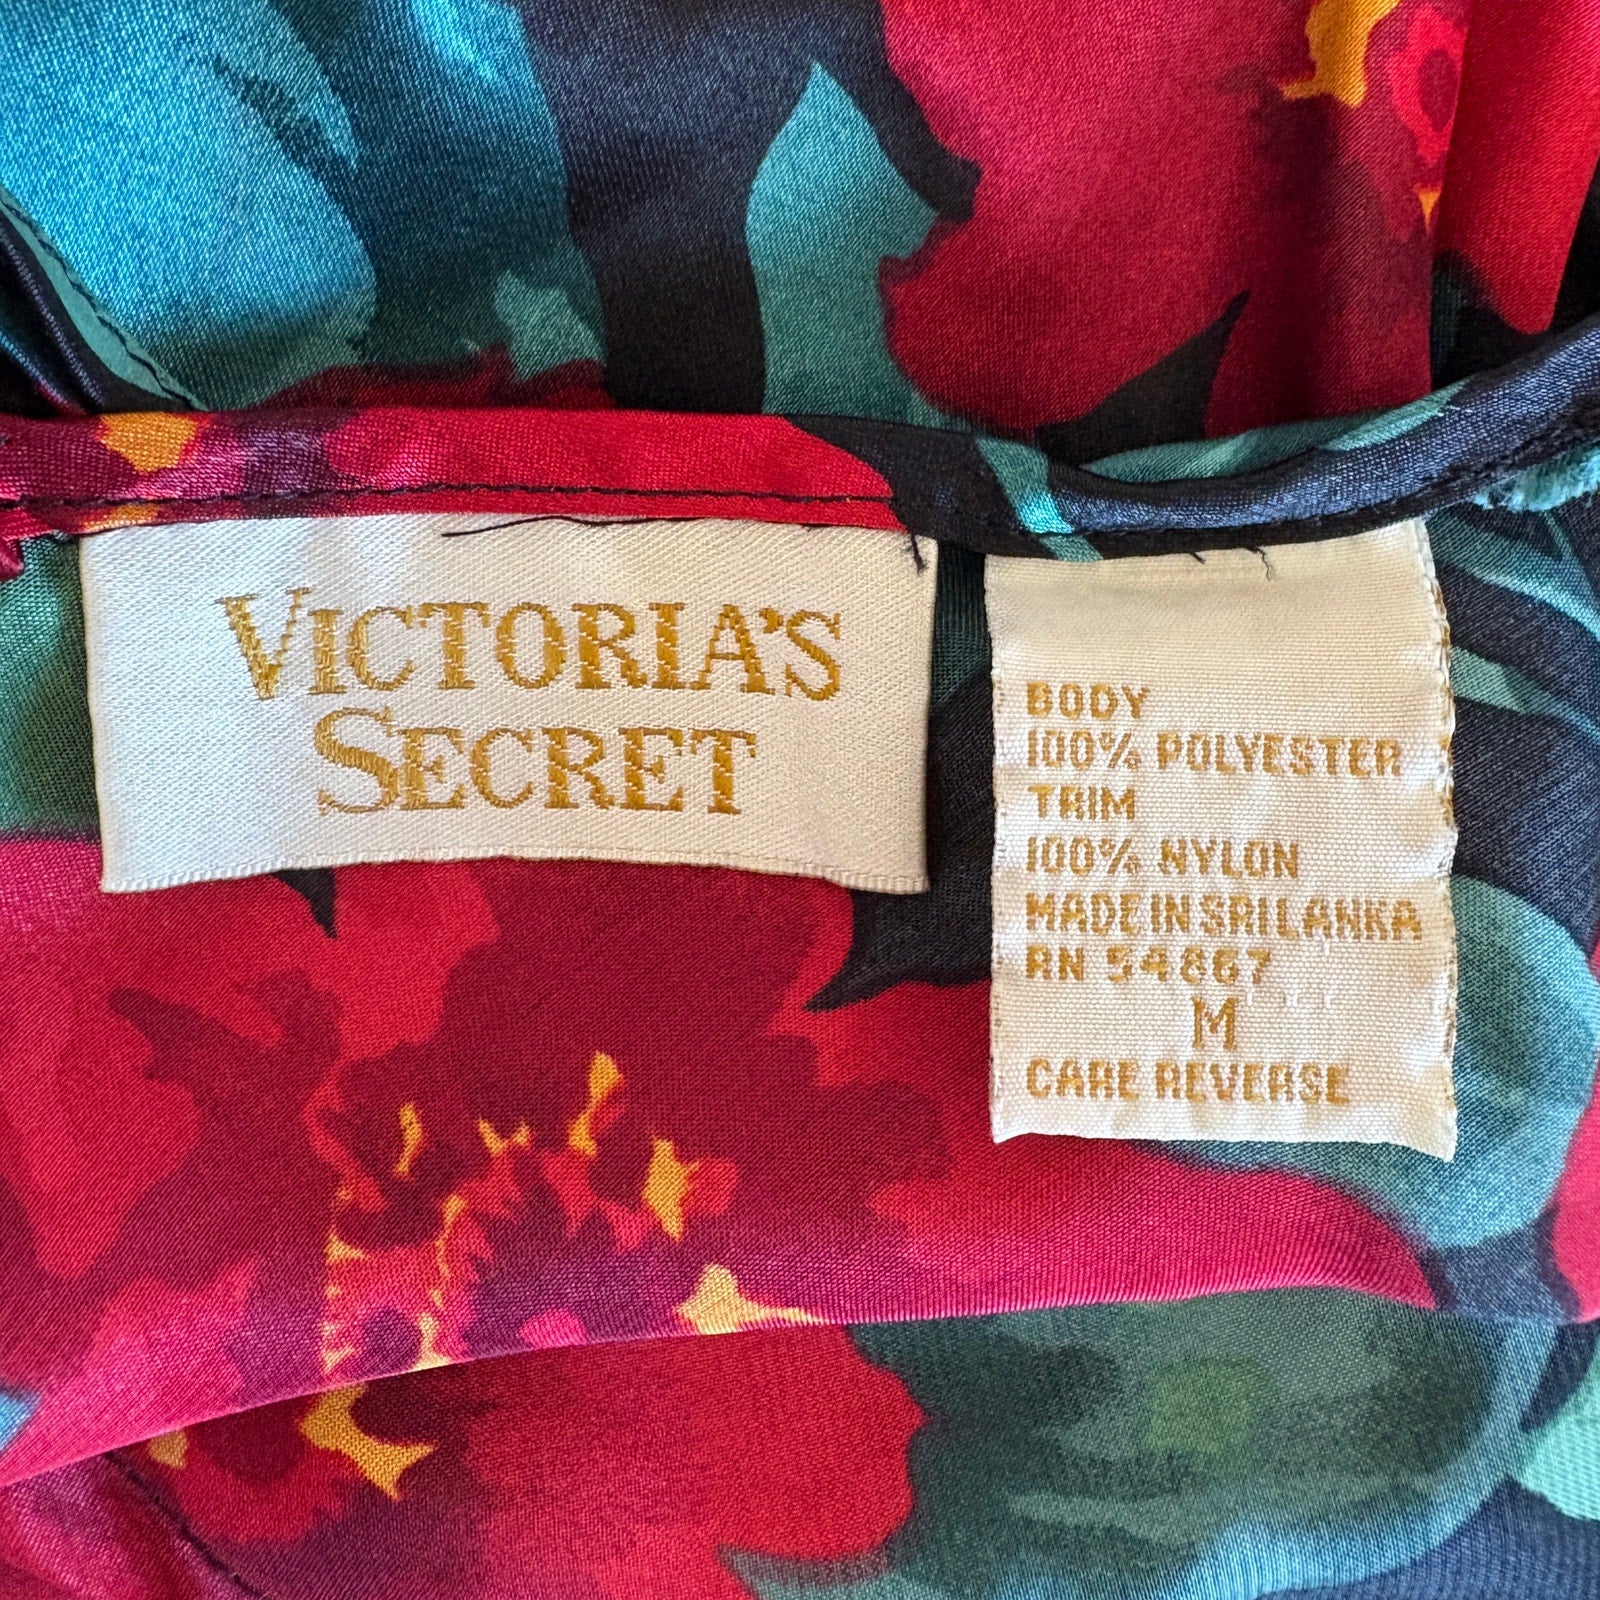 VICTORIA'S
SECRET
BODY
100% POLYESTER
TRIM
100% NYLON
MADE IN SRI LANKA
RN 54867
M
CARE REVERSE